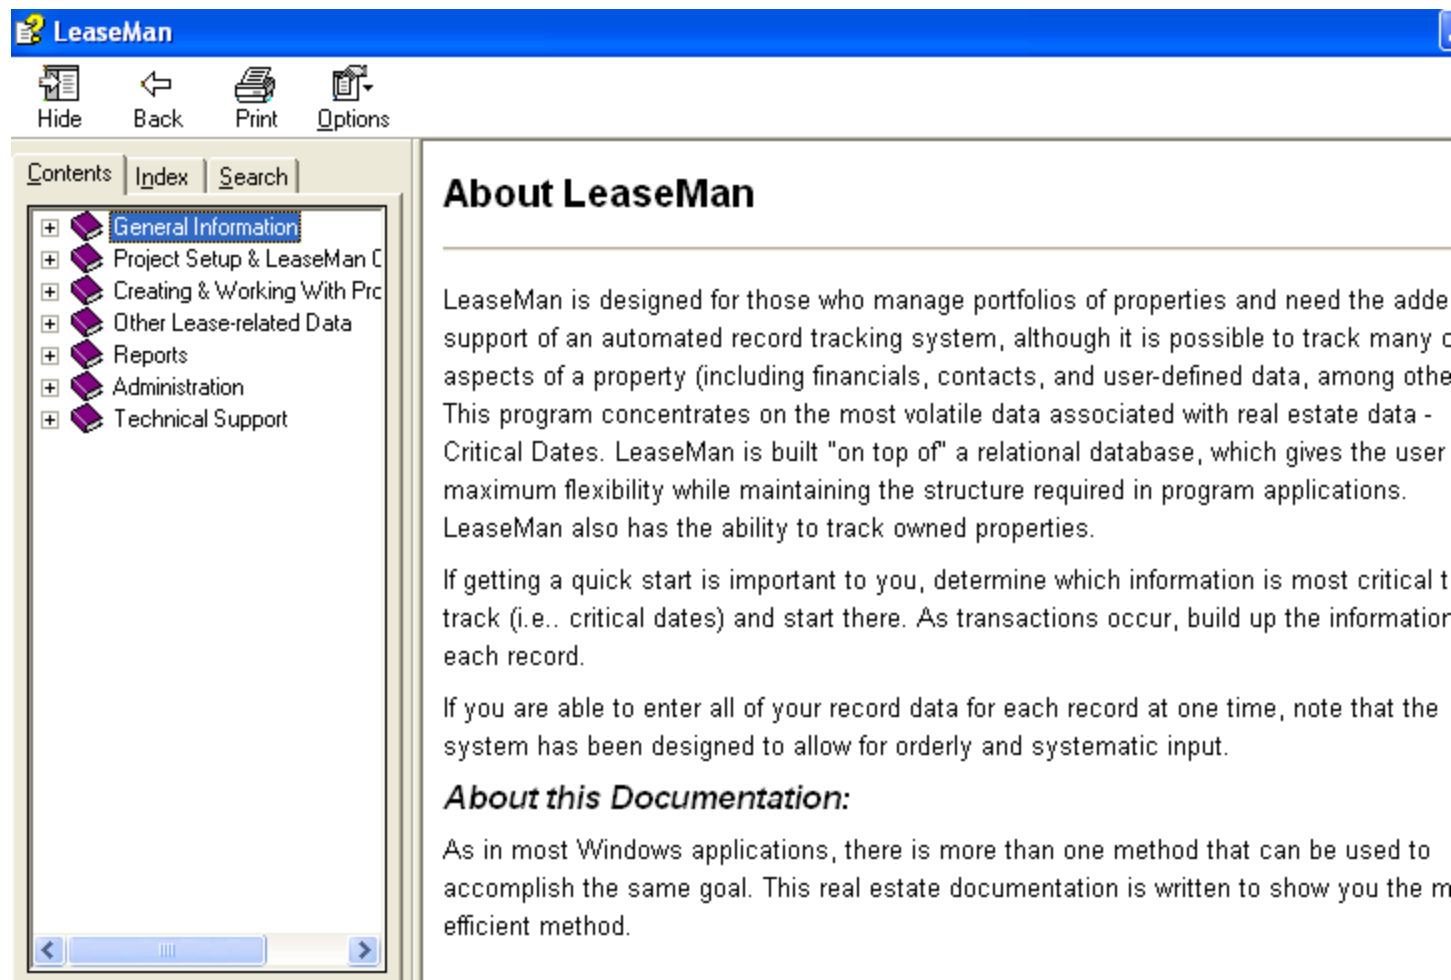 LeaseMan
Hide Back Print Options
Contents Index Search
General Information
Project Setup & LeaseMan
Creating & Working With
Other Lease-related Data
Reports
Administration
Technical Support
About LeaseMan
LeaseMan is designed for those who manage portfolios of properties and need the
support of an automated record tracking system, although it is possible to track many
aspects of a property (including financials, contacts, and user-defined data, among
This program concentrates on the most volatile data associated with real estate data -
Critical Dates. LeaseMan is built "on top of" a relational database, which gives the user
maximum flexibility while maintaining the structure required in program applications.
LeaseMan also has the ability to track owned properties.
If getting a quick start is important to you, determine which information is most critical
track (i.e.. critical dates) and start there. As transactions occur, build up the information
each record.
If you are able to enter all of your record data for each record at one time, note that the
system has been designed to allow for orderly and systematic input.
About this Documentation:
As in most Windows applications, there is more than one method that can be used to
accomplish the same goal. This real estate documentation is written to show you the
efficient method.